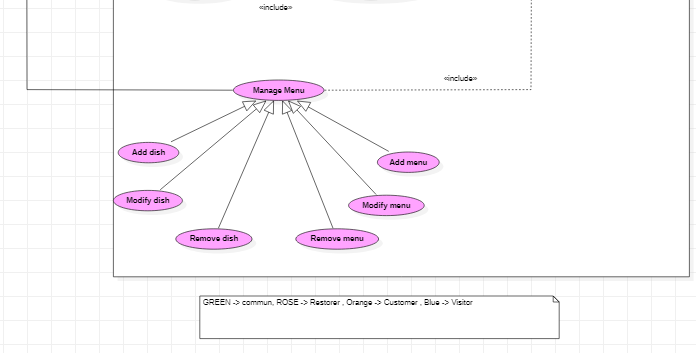 «include»
«include»
Manage Menu
Add dish
Add menu
Modify dish
Modify menu
Remove dish
Remove menu
GREEN -> commun, ROSE -> Restorer , Orange -> Customer , Blue -> Visitor